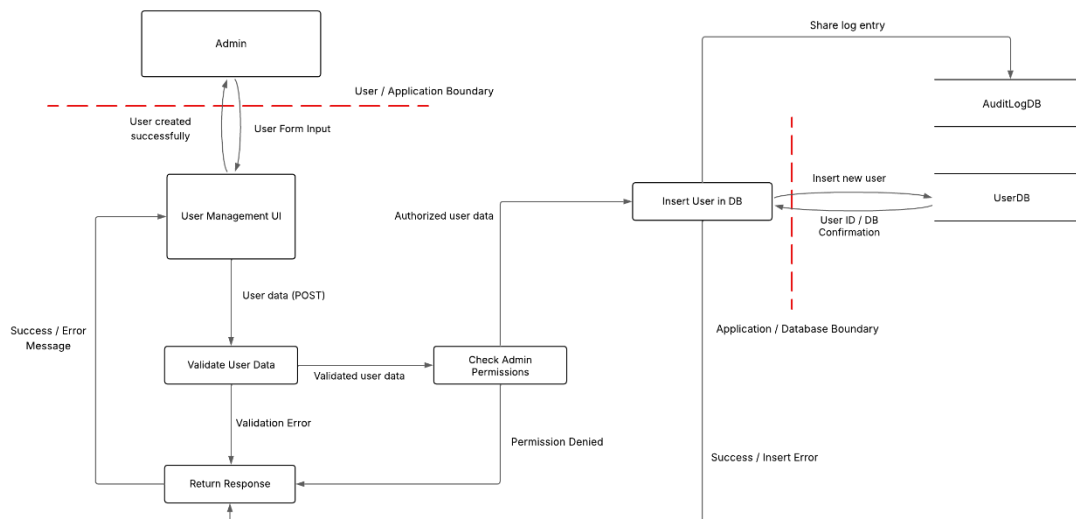 Share log entry
Admin
User / Application Boundary
AuditLogDB
User created
successfully
User Form Input
Insert new user
User Management UI
Authorized user data
Insert User in DB
UserDB
User ID / DB
Confirmation
User data (POST)
Success / Error
Message
Application / Database Boundary
Validate User Data
Validated user data
Check Admin
Permissions
Validation Error
Permission Denied
Success / Insert Error
Return Response